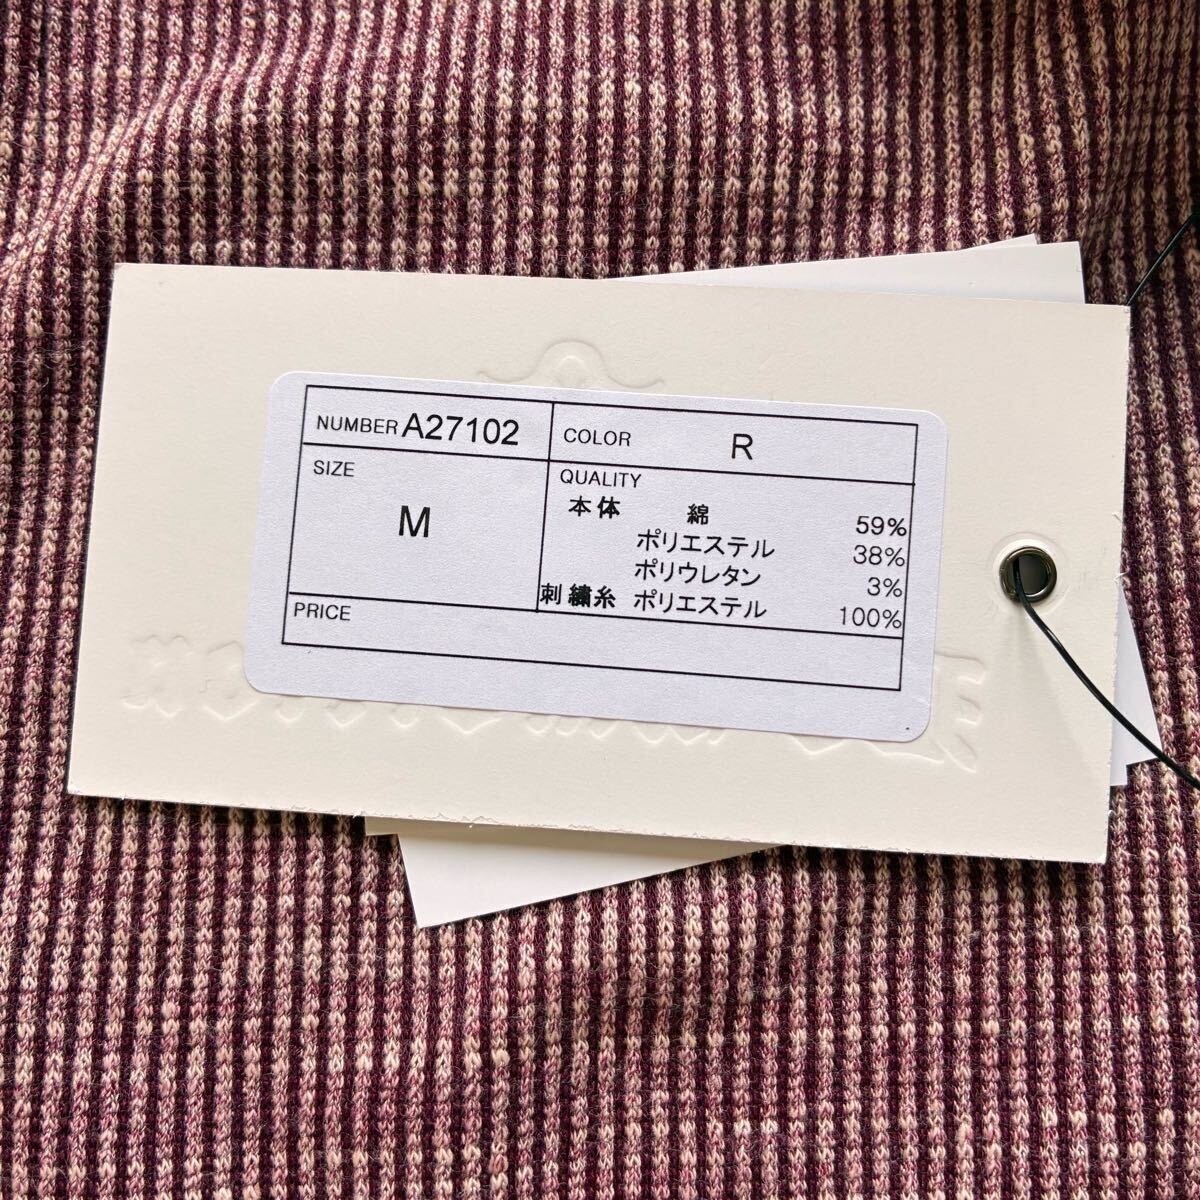 NUMBER A27102
COLOR R
SIZE
M
QUALITY
本体 綿 59%
ポリエステル 38%
ポリウレタン 3%
刺繍糸 ポリエステル 100%
PRICE